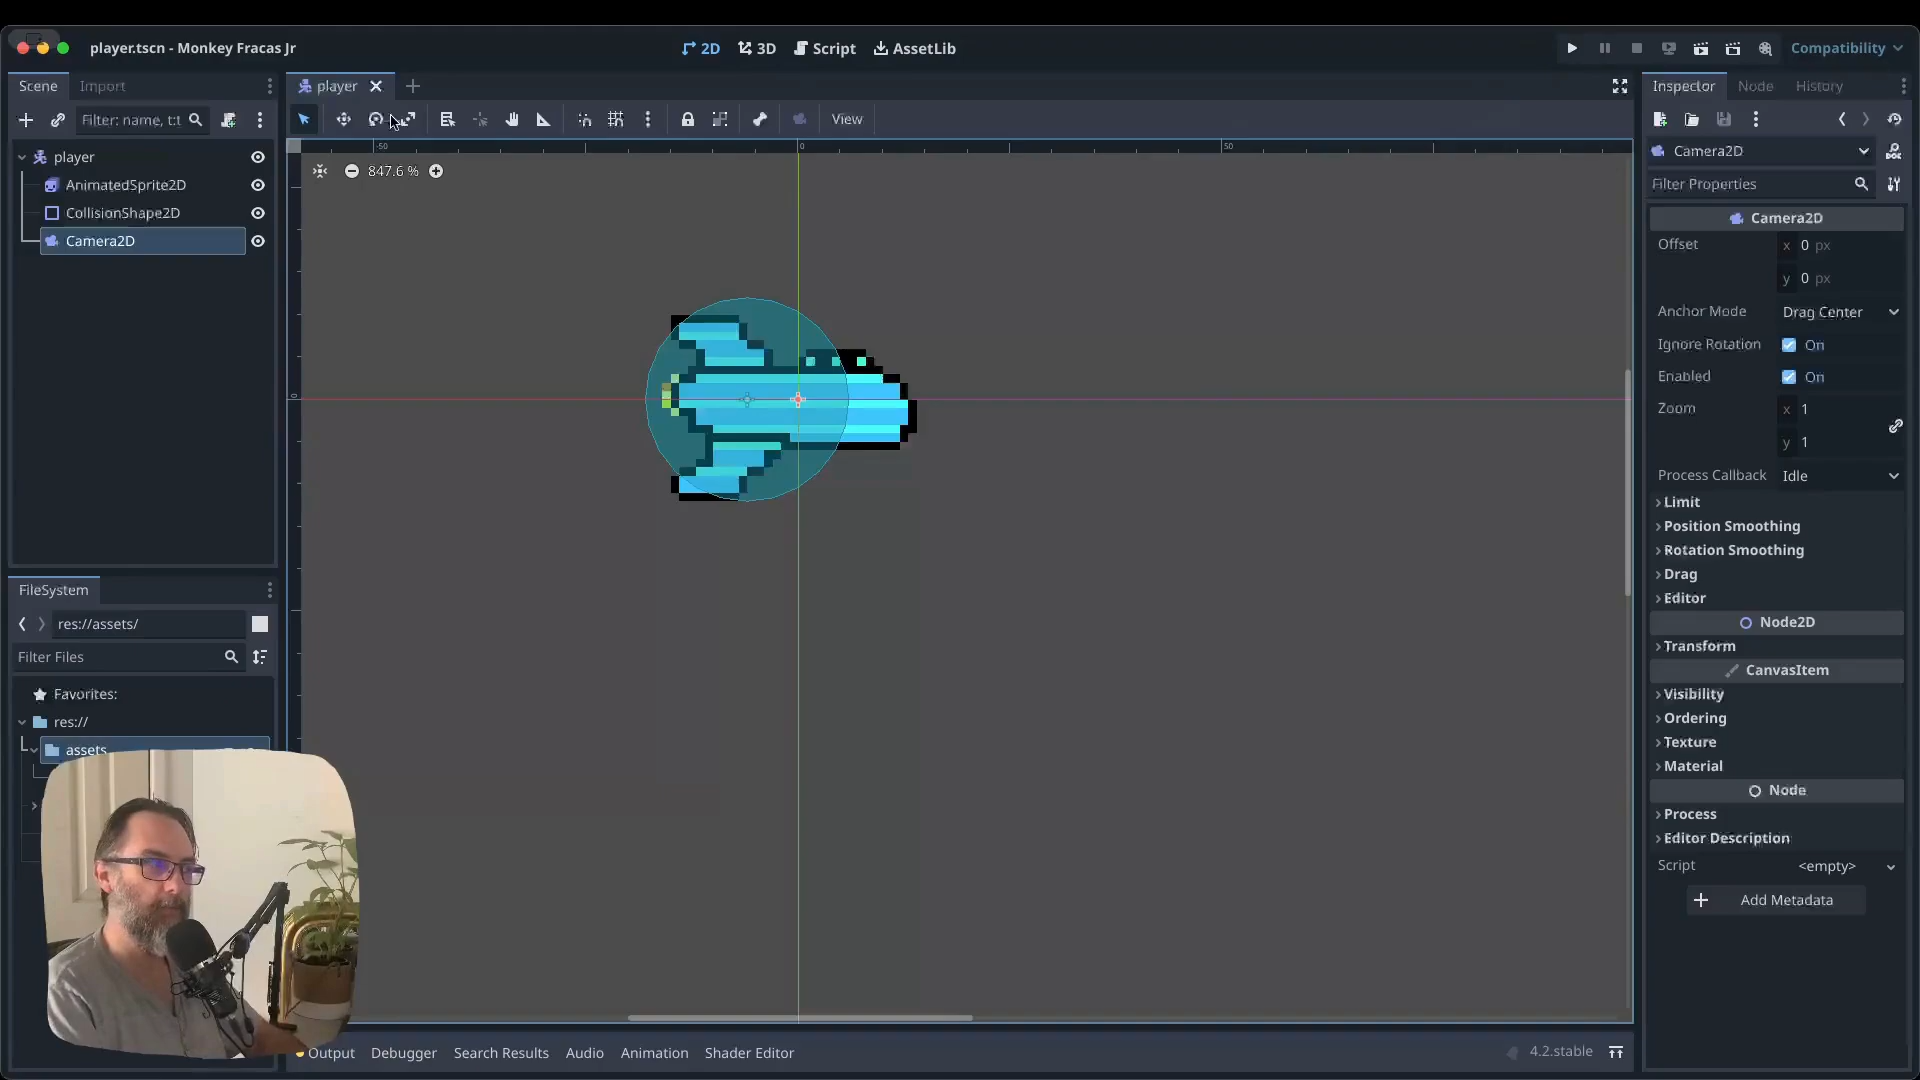 player.tscn - Monkey Fracas Jr
2D
3D
Script
AssetLib
Compatibility
Scene
Import
Filter: name, t:t
player
AnimatedSprite2D
CollisionShape2D
Camera2D
FileSystem
res://assets/
Filter Files
Favorites:
res://
assets
player
View
-50
0
50
0
847.6 %
Output
Debugger
Search Results
Audio
Animation
Shader Editor
4.2.stable
Inspector
Node
History
Camera2D
Filter Properties
Camera2D
Offset
x 0 px
y 0 px
Anchor Mode
Drag Center
Ignore Rotation
On
Enabled
On
Zoom
x 1
y 1
Process Callback
Idle
Limit
Position Smoothing
Rotation Smoothing
Drag
Editor
Node2D
Transform
CanvasItem
Visibility
Ordering
Texture
Material
Node
Process
Editor Description
Script
<empty>
Add Metadata